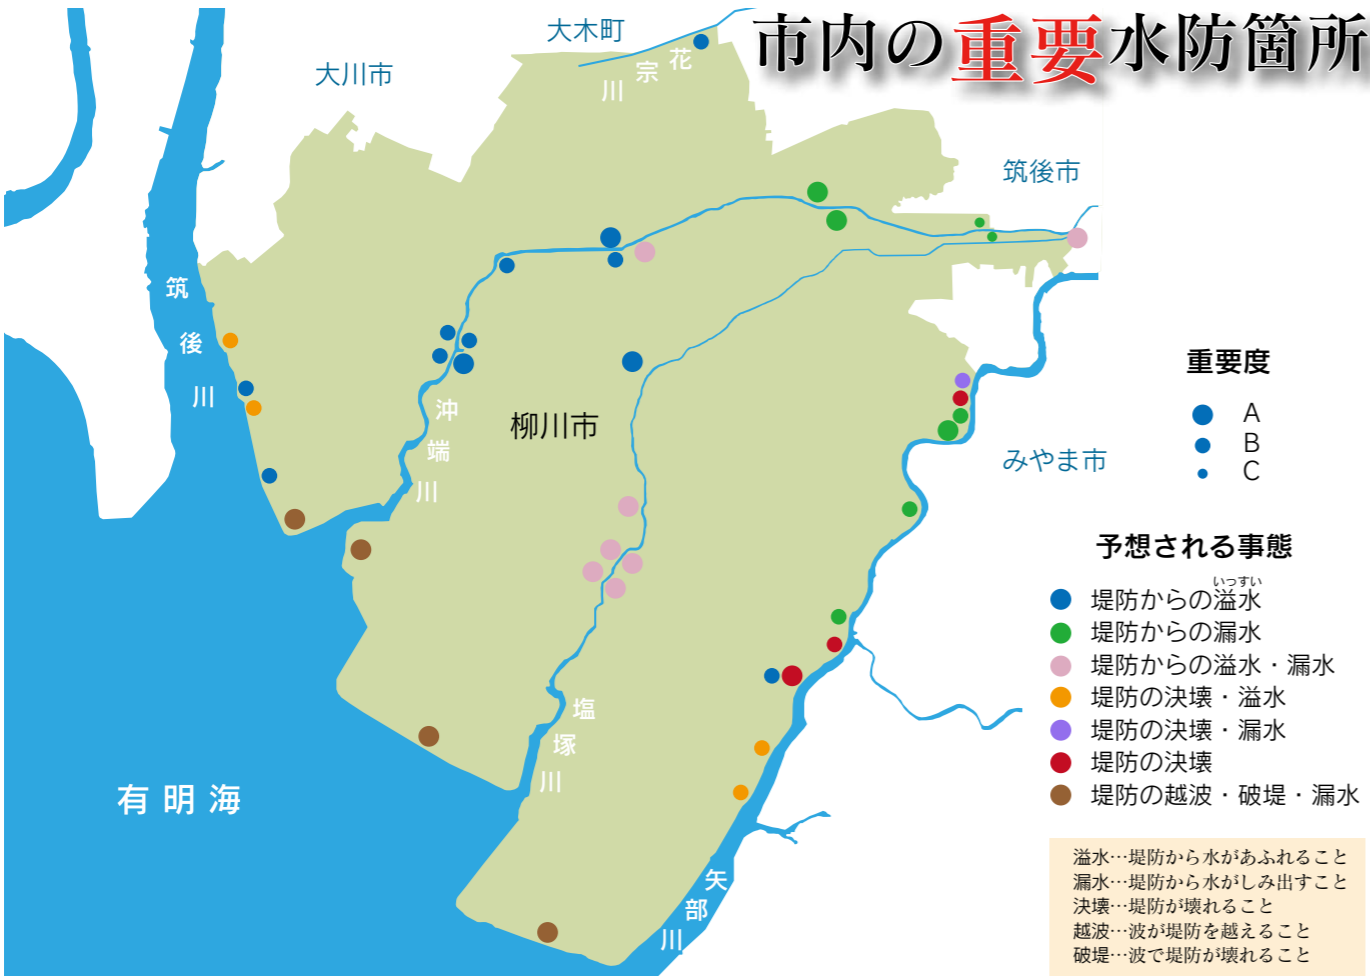 市内の重要水防箇所
大木町
大川市
花宗川
筑後市
筑後川
沖端川
柳川市
みやま市
塩塚川
有明海
矢部川
重要度
A
B
C
予想される事態
いっすい
堤防からの溢水
堤防からの漏水
堤防からの溢水・漏水
堤防の決壊・溢水
堤防の決壊・漏水
堤防の決壊
堤防の越波・破堤・漏水
溢水…堤防から水があふれること
漏水…堤防から水がしみ出すこと
決壊…堤防が壊れること
越波…波が堤防を越えること
破堤…波で堤防が壊れること